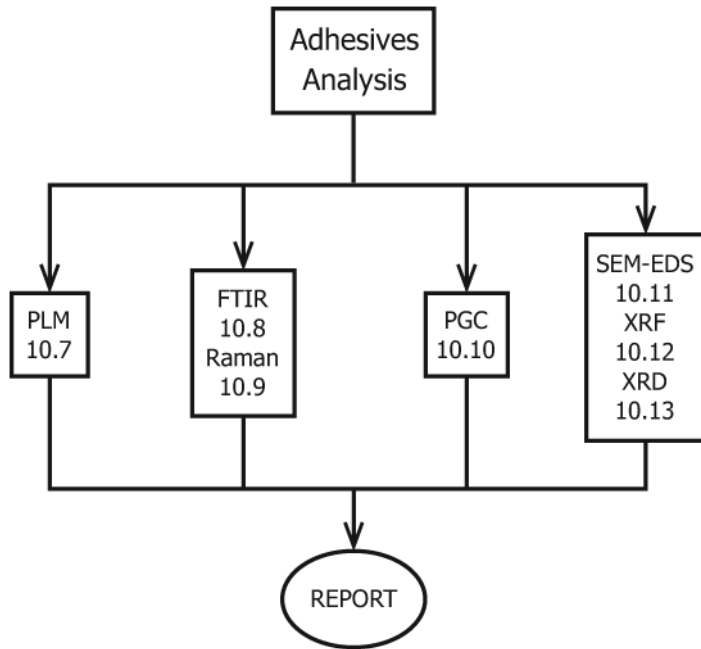 Adhesives
Analysis
PLM
10.7
FTIR
10.8
Raman
10.9
PGC
10.10
SEM-EDS
10.11
XRF
10.12
XRD
10.13
REPORT